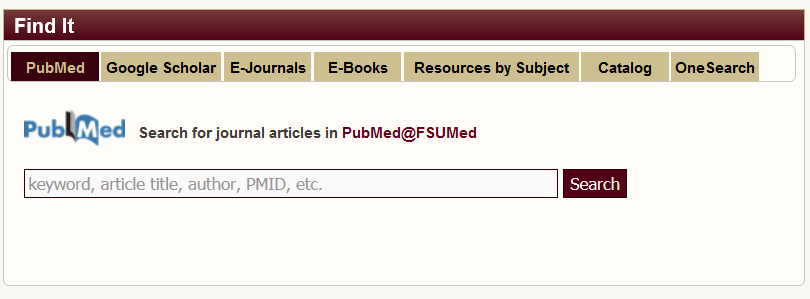 Find It
PubMed Google Scholar E-Journals E-Books Resources by Subject Catalog OneSearch
PubMed Search for journal articles in PubMed@FSUMed
keyword, article title, author, PMID, etc. Search